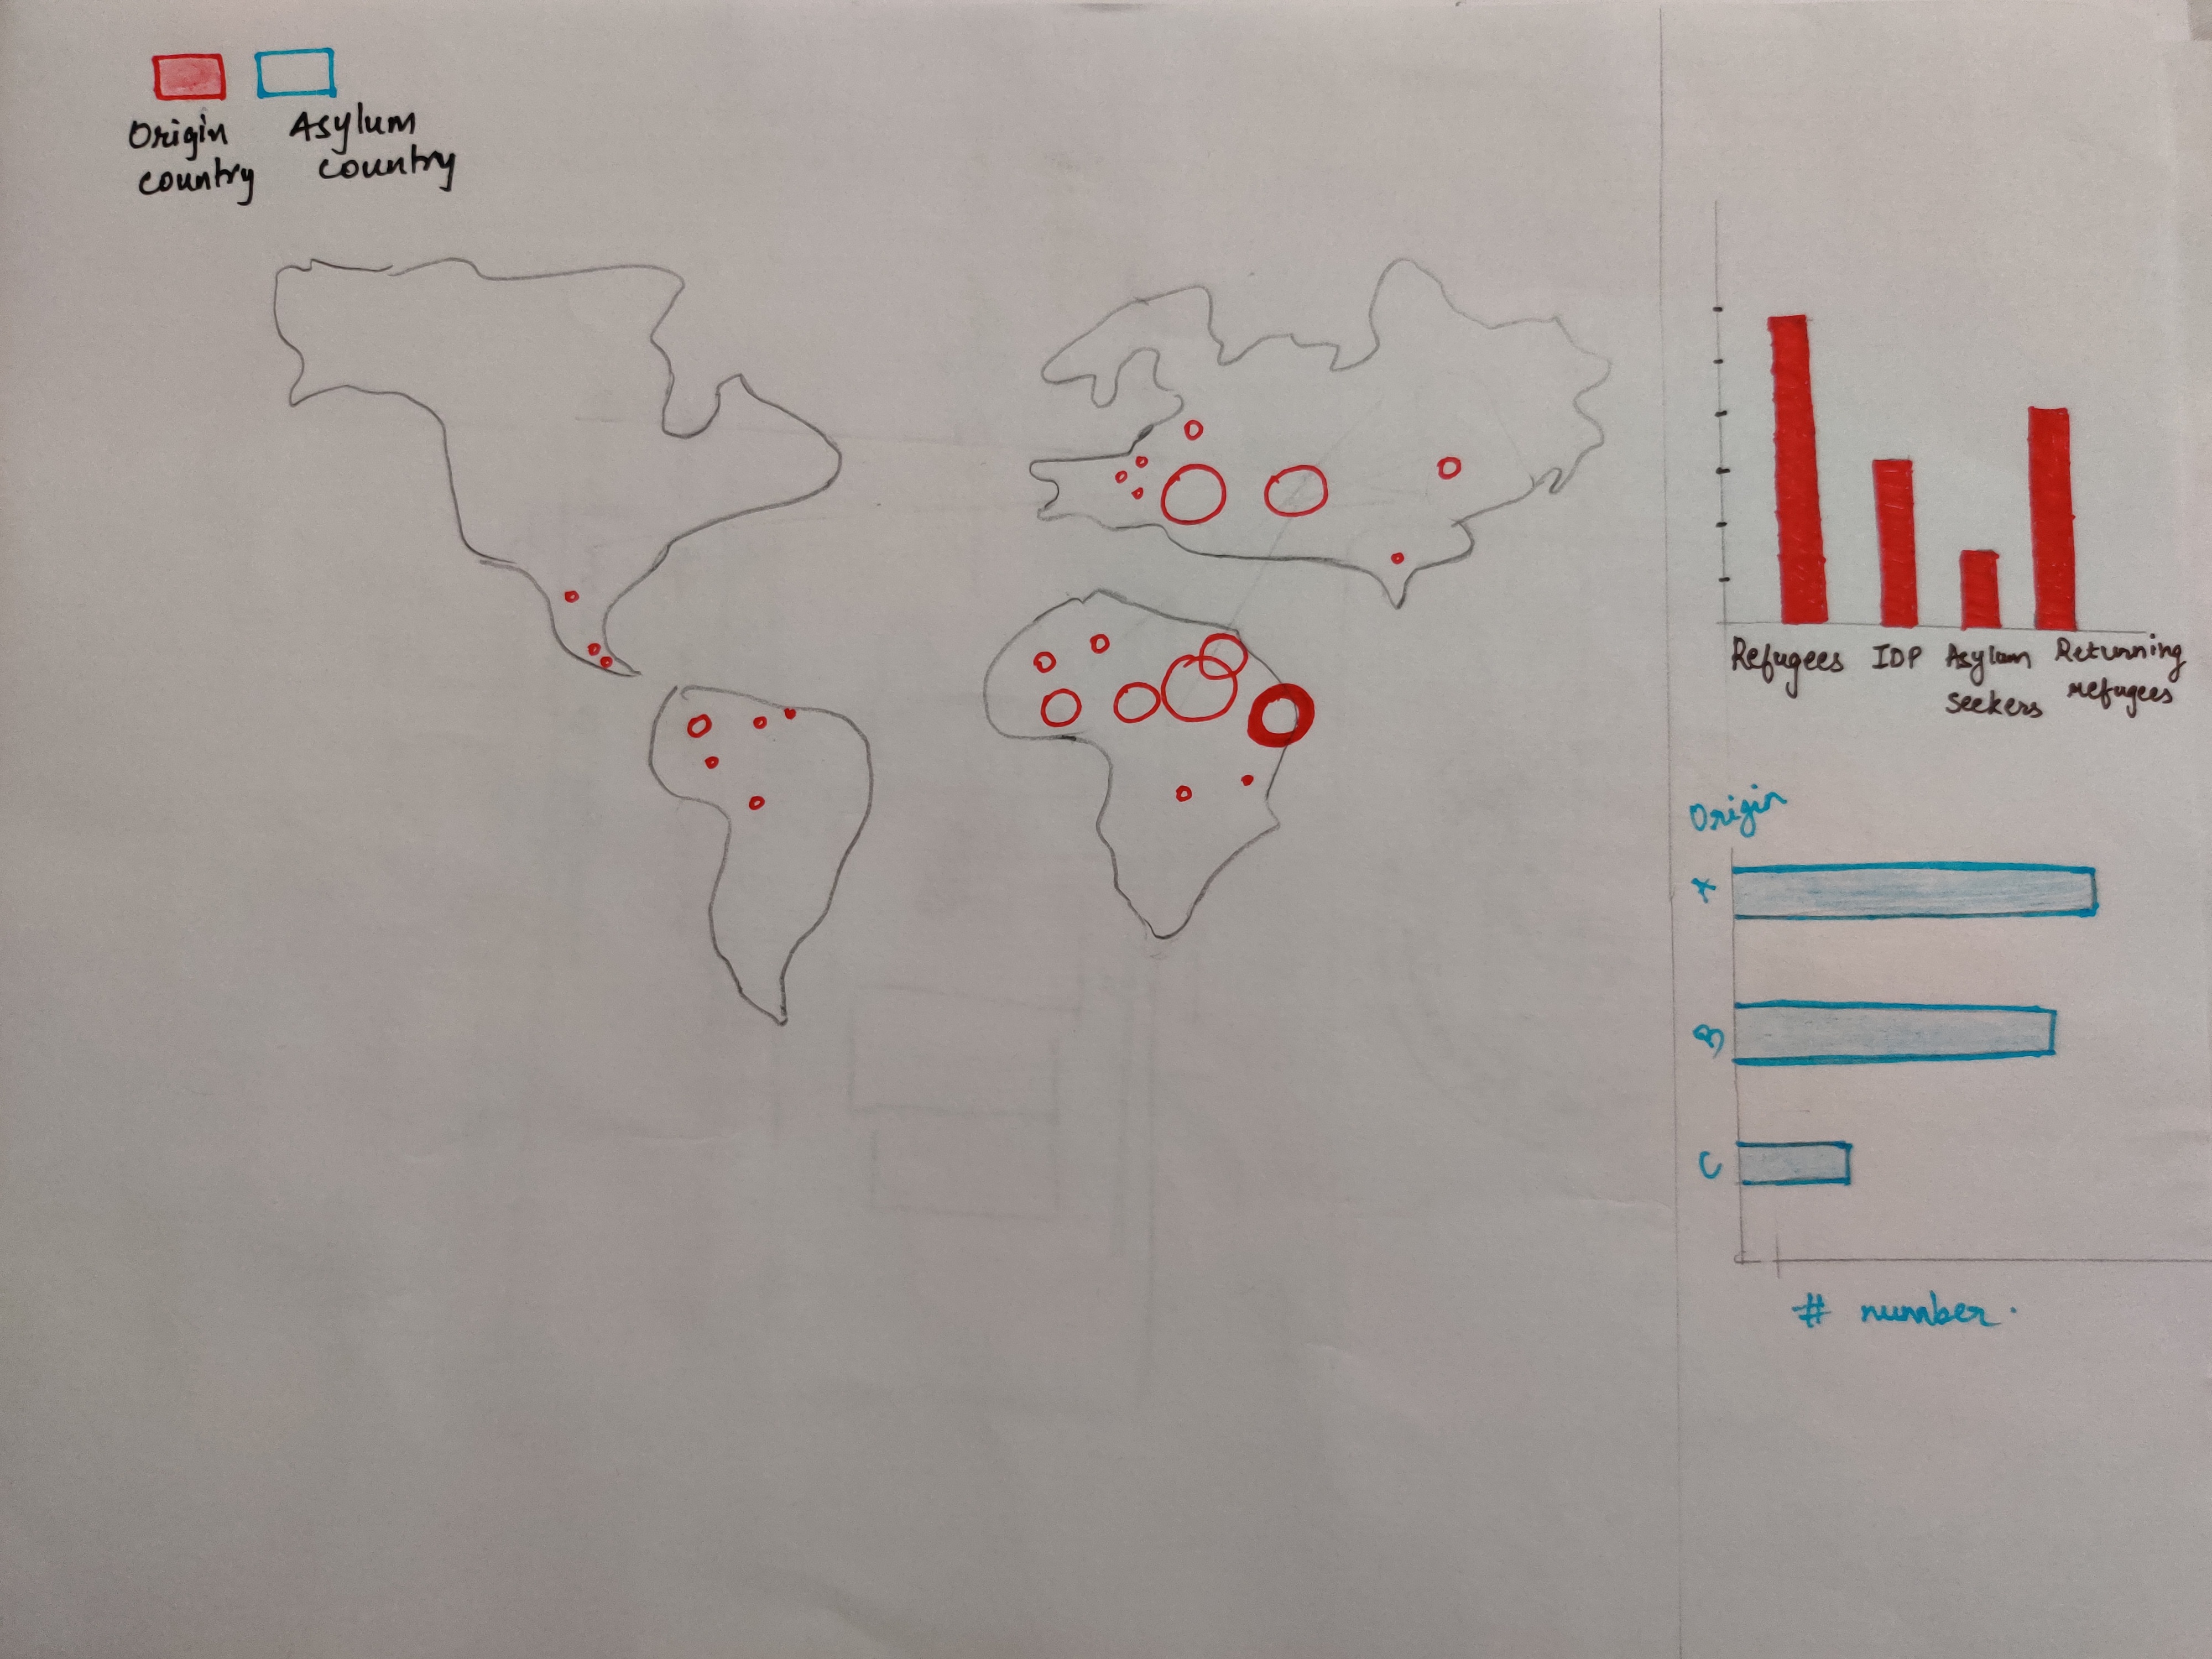 Origin
country
Asylum
country
Refugees
IDP
Asylum
seekers
Returning
refugees
Origin
A
B
C
# number.